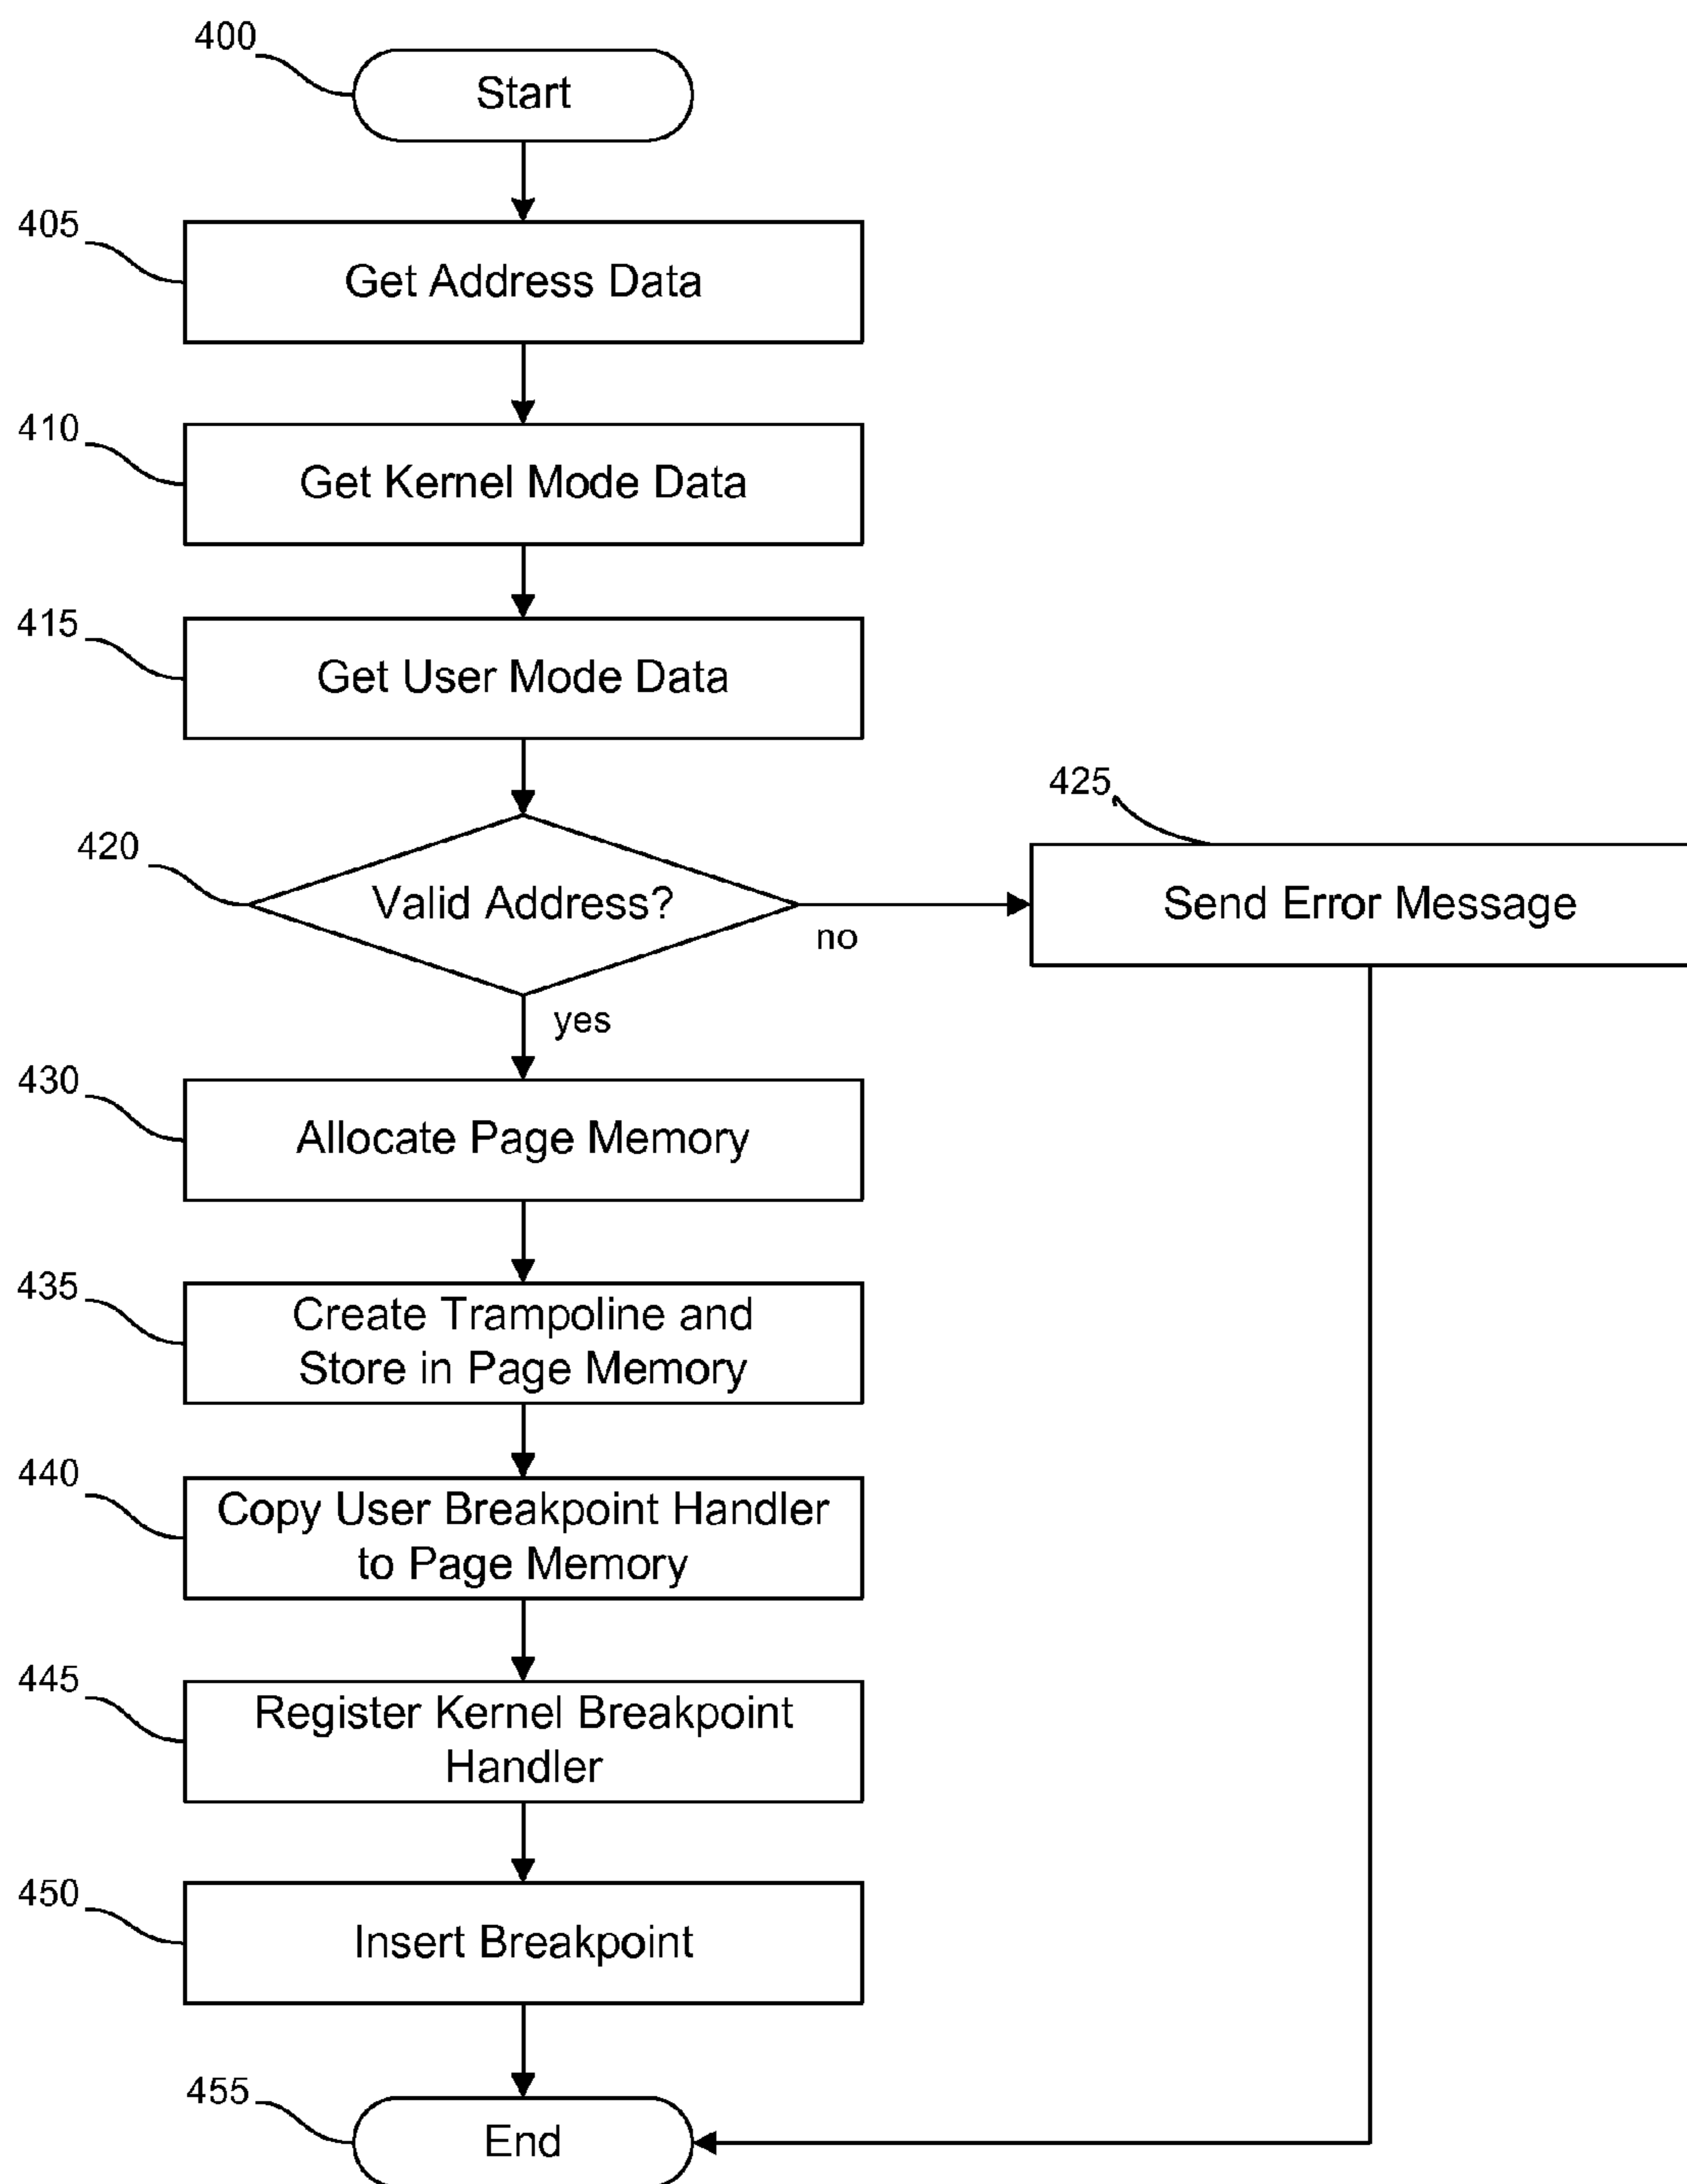 400
Start
405
Get Address Data
410
Get Kernel Mode Data
415
Get User Mode Data
420
Valid Address?
no
425
Send Error Message
yes
430
Allocate Page Memory
435
Create Trampoline and
Store in Page Memory
440
Copy User Breakpoint Handler
to Page Memory
445
Register Kernel Breakpoint
Handler
450
Insert Breakpoint
455
End